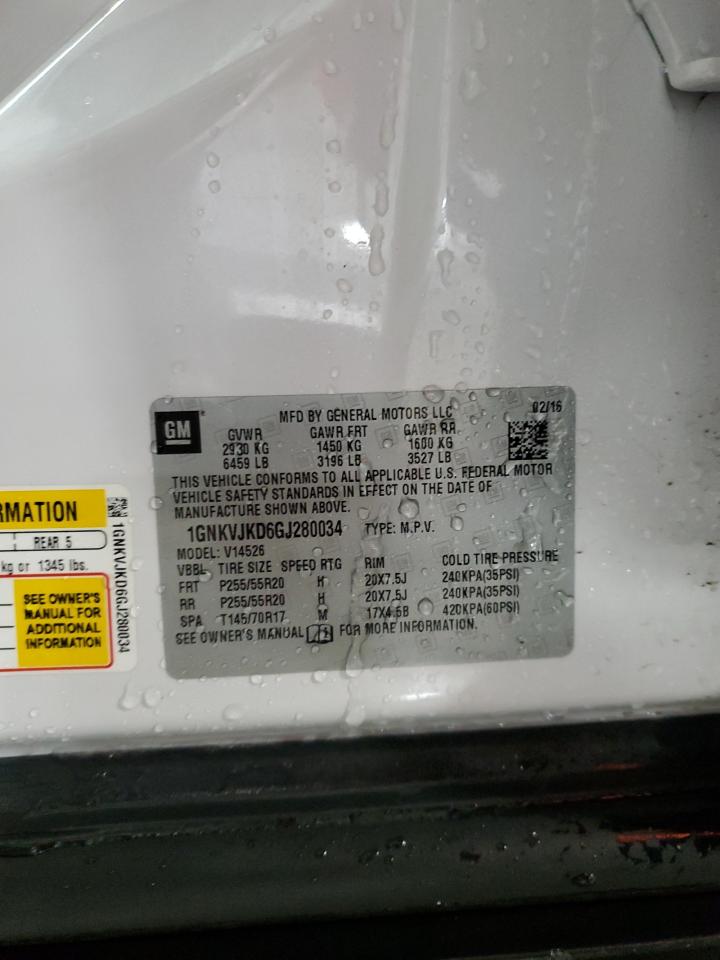 MFD BY GENERAL MOTORS LLC 02/16
GM
GVWR GAWR FRT GAWR RR
2930 KG 1450 KG 1600 KG
6459 LB 3196 LB 3527 LB
THIS VEHICLE CONFORMS TO ALL APPLICABLE U.S. FEDERAL MOTOR
VEHICLE SAFETY STANDARDS IN EFFECT ON THE DATE OF
MANUFACTURE SHOWN ABOVE.
1GNKVJKD6GJ280034 TYPE: M.P.V.
MODEL: V14526
VBBL TIRE SIZE SPEED RTG RIM COLD TIRE PRESSURE
FRT P255/55R20 H 20X7.5J 240KPA(35PSI)
RR P255/55R20 H 20X7.5J 240KPA(35PSI)
SPA T145/70R17 M 17X4.5B 420KPA(60PSI)
SEE OWNER'S MANUAL FOR MORE INFORMATION.
RMATION
REAR 5
kg or 1345 lbs.
SEE OWNER'S
MANUAL FOR
ADDITIONAL
INFORMATION
1GNKVJKD6GJ280034